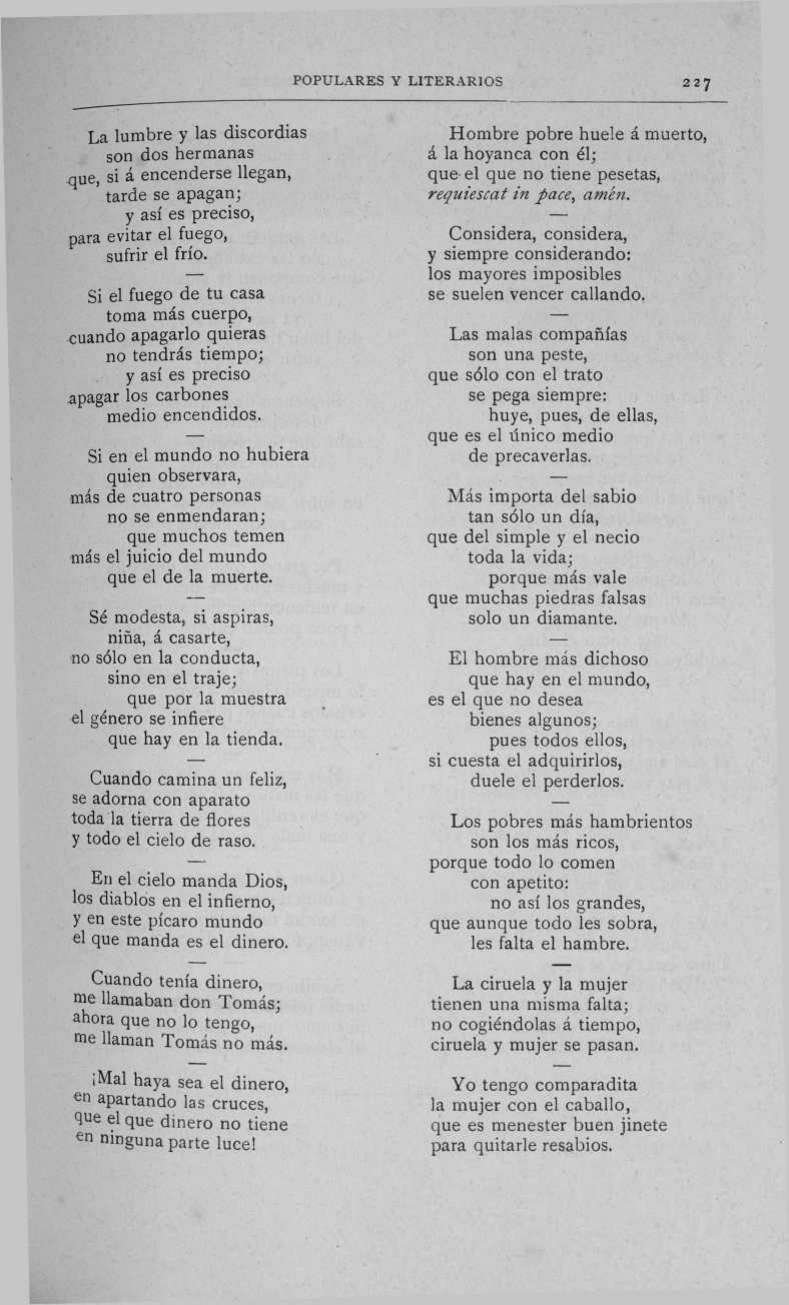 POPULARES Y LITERARIOS 227
La lumbre y las discordias
son dos hermanas
que, si á encenderse llegan,
tarde se apagan;
y así es preciso,
para evitar el fuego,
sufrir el frío.
—
Si el fuego de tu casa
toma más cuerpo,
cuando apagarlo quieras
no tendrás tiempo;
y así es preciso
apagar los carbones
medio encendidos.
—
Si en el mundo no hubiera
quien observara,
más de cuatro personas
no se enmendaran;
que muchos temen
más el juicio del mundo
que el de la muerte.
—
Sé modesta, si aspiras,
niña, á casarte,
no sólo en la conducta,
sino en el traje;
que por la muestra
el género se infiere
que hay en la tienda.
—
Cuando camina un feliz,
se adorna con aparato
toda la tierra de flores
y todo el cielo de raso.
—
En el cielo manda Dios,
los diablos en el infierno,
y en este pícaro mundo
el que manda es el dinero.
—
Cuando tenía dinero,
me llamaban don Tomás;
ahora que no lo tengo,
me llaman Tomás no más.
—
¡Mal haya sea el dinero,
en apartando las cruces,
que el que dinero no tiene
en ninguna parte luce!
Hombre pobre huele á muerto,
á la hoyanca con él;
que el que no tiene pesetas,
requiescat in pace, amén.
—
Considera, considera,
y siempre considerando:
los mayores imposibles
se suelen vencer callando.
—
Las malas compañías
son una peste,
que sólo con el trato
se pega siempre:
huye, pues, de ellas,
que es el único medio
de precaverlas.
—
Más importa del sabio
tan sólo un día,
que del simple y el necio
toda la vida;
porque más vale
que muchas piedras falsas
solo un diamante.
—
El hombre más dichoso
que hay en el mundo,
es el que no desea
bienes algunos;
pues todos ellos,
si cuesta el adquirirlos,
duele el perderlos.
—
Los pobres más hambrientos
son los más ricos,
porque todo lo comen
con apetito:
no así los grandes,
que aunque todo les sobra,
les falta el hambre.
—
La ciruela y la mujer
tienen una misma falta;
no cogiéndolas á tiempo,
ciruela y mujer se pasan.
—
Yo tengo comparadita
la mujer con el caballo,
que es menester buen jinete
para quitarle resabios.